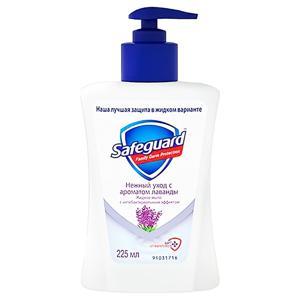 Наша лучшая защита в жидком варианте
Safeguard
Family Germ Protection
Нежный уход с
ароматом лаванды
Жидкое мыло
с антибактериальным эффектом
225 мл
91031716